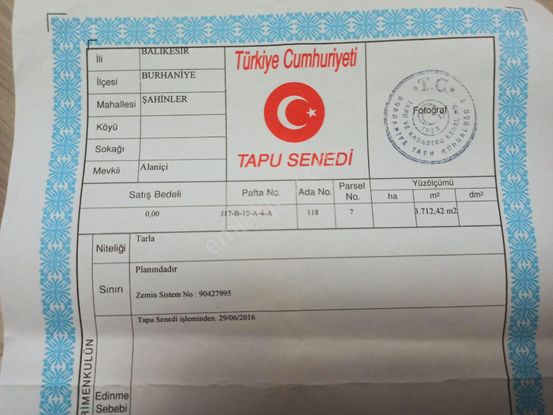 İli BALIKESİR
İlçesi BURHANİYE
Mahallesi ŞAHİNLER
Köyü
Sokağı
Mevkii Alaniçi
Türkiye Cumhuriyeti
TAPU SENEDİ
T.C.
Fotoğraf
1923
Satış Bedeli Pafta No. Ada No. Parsel No. Yüzölçümü
ha m² dm²
0,00 J17-B-10-A-4-A 118 7 3.712,42 m2
Niteliği Tarla
Sınırı Planındadır
Zemin Sistem No : 90427995
Tapu Senedi işleminden. 29/06/2016
Edinme
Sebebi